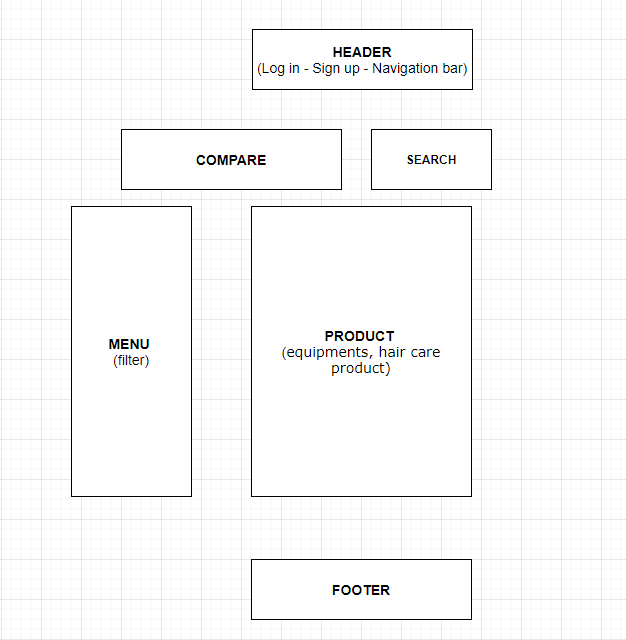 HEADER
(Log in - Sign up - Navigation bar)
COMPARE
SEARCH
MENU
(filter)
PRODUCT
(equipments, hair care
product)
FOOTER